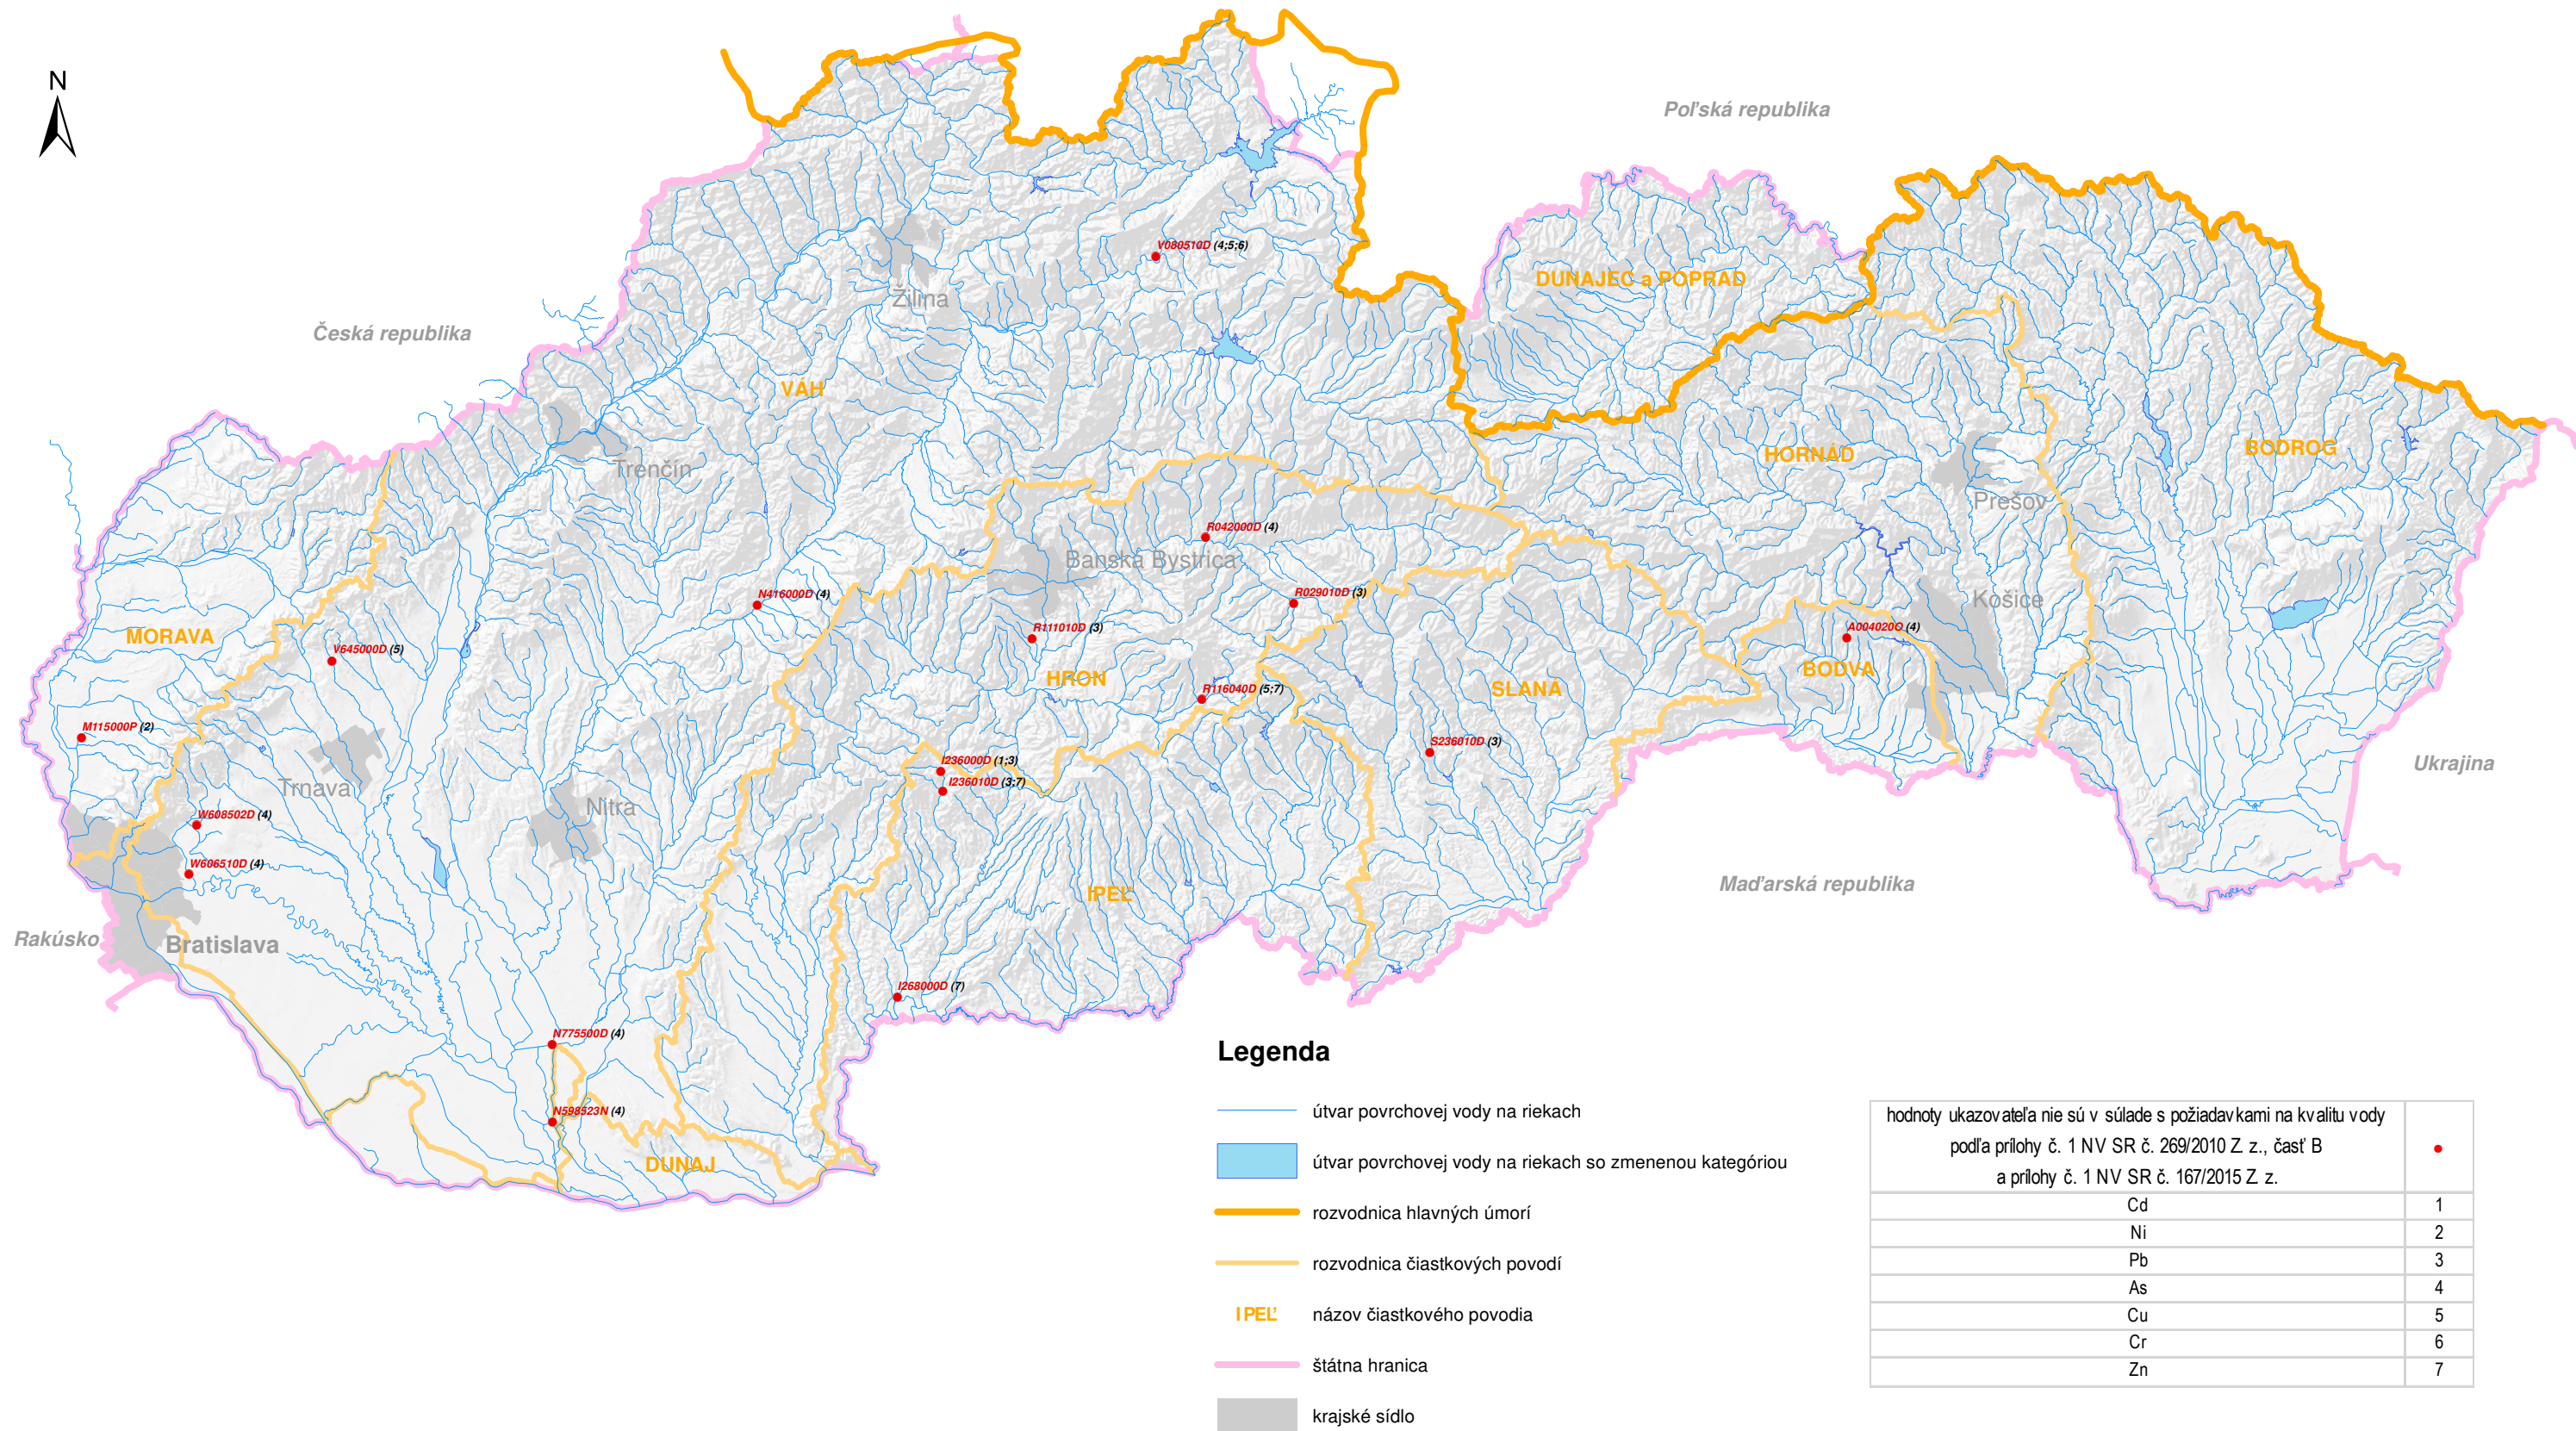 N
Poľská republika
V080510D (4;5;6)
DUNAJEC a POPRAD
Žilina
Česká republika
VÁH
HORNÁD
BODROG
Trenčín
Prešov
R042000D (4)
Banská Bystrica
N416000D (4)
R029010D (3)
Košice
R111010D (3)
A004020O (4)
MORAVA
V645000D (5)
BODVA
HRON
R116040D (5;7)
SLANÁ
M115000P (2)
S236010D (3)
I236000D (1;3)
Ukrajina
I236010D (3;7)
Trnava
Nitra
W608502D (4)
W606510D (4)
Maďarská republika
IPEĽ
Rakúsko
Bratislava
I268000D (7)
N775500D (4)
N598523N (4)
DUNAJ
Legenda
útvar povrchovej vody na riekach
útvar povrchovej vody na riekach so zmenenou kategóriou
rozvodnica hlavných úmorí
rozvodnica čiastkových povodí
IPEĽ názov čiastkového povodia
štátna hranica
krajské sídlo
hodnoty ukazovateľa nie sú v súlade s požiadavkami na kvalitu vody
podľa prílohy č. 1 NV SR č. 269/2010 Z. z., časť B
a prílohy č. 1 NV SR č. 167/2015 Z. z.
Cd 1
Ni 2
Pb 3
As 4
Cu 5
Cr 6
Zn 7